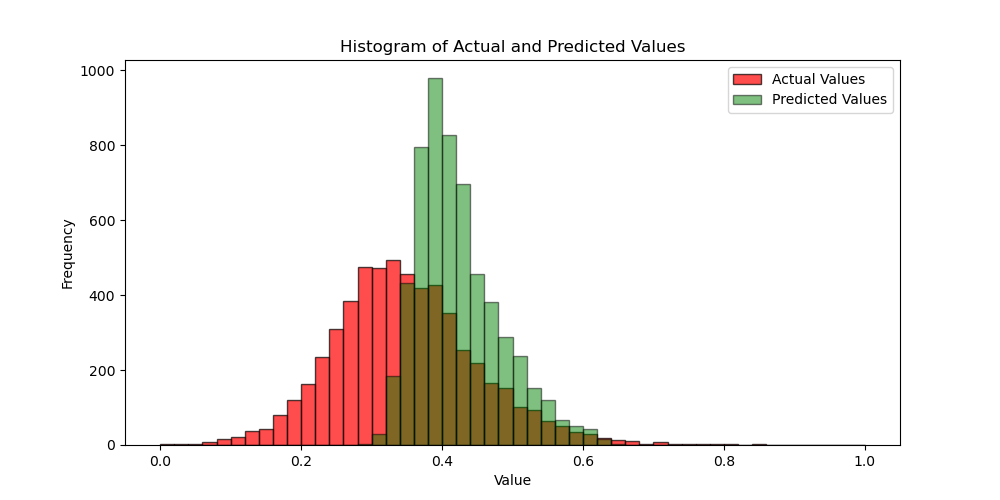 Histogram of Actual and Predicted Values
Actual Values
Predicted Values
1000
800
600
400
200
0
Frequency
0.0 0.2 0.4 0.6 0.8 1.0
Value